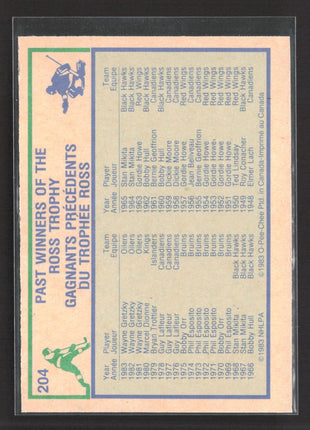 204
PAST WINNERS OF THE
ROSS TROPHY
GAGNANTS PRÉCÉDENTS
DU TROPHÉE ROSS
Year Player Team
Année Joueur Equipe
1983 Wayne Gretzky Oilers
1982 Wayne Gretzky Oilers
1981 Wayne Gretzky Oilers
1980 Marcel Dionne Kings
1979 Bryan Trottier Islanders
1978 Guy Lafleur Canadiens
1977 Guy Lafleur Canadiens
1976 Guy Lafleur Canadiens
1975 Bobby Orr Bruins
1974 Phil Esposito Bruins
1973 Phil Esposito Bruins
1972 Phil Esposito Bruins
1971 Phil Esposito Bruins
1970 Bobby Orr Bruins
1969 Phil Esposito Bruins
1968 Stan Mikita Black Hawks
1967 Stan Mikita Black Hawks
1966 Bobby Hull Black Hawks
Year Player Team
Année Joueur Equipe
1965 Stan Mikita Black Hawks
1964 Stan Mikita Black Hawks
1963 Gordie Howe Red Wings
1962 Bobby Hull Black Hawks
1961 Bernie Geoffrion Canadiens
1960 Bobby Hull Black Hawks
1959 Dickie Moore Canadiens
1958 Dickie Moore Canadiens
1957 Gordie Howe Red Wings
1956 Jean Beliveau Canadiens
1955 Bernie Geoffrion Canadiens
1954 Gordie Howe Red Wings
1953 Gordie Howe Red Wings
1952 Gordie Howe Red Wings
1951 Gordie Howe Red Wings
1950 Ted Lindsay Red Wings
1949 Roy Conacher Black Hawks
1948 Elmer Lach Canadiens
©1983 NHLPA ©1983 O-Pee-Chee Ptd. in Canada-Imprimé au Canada